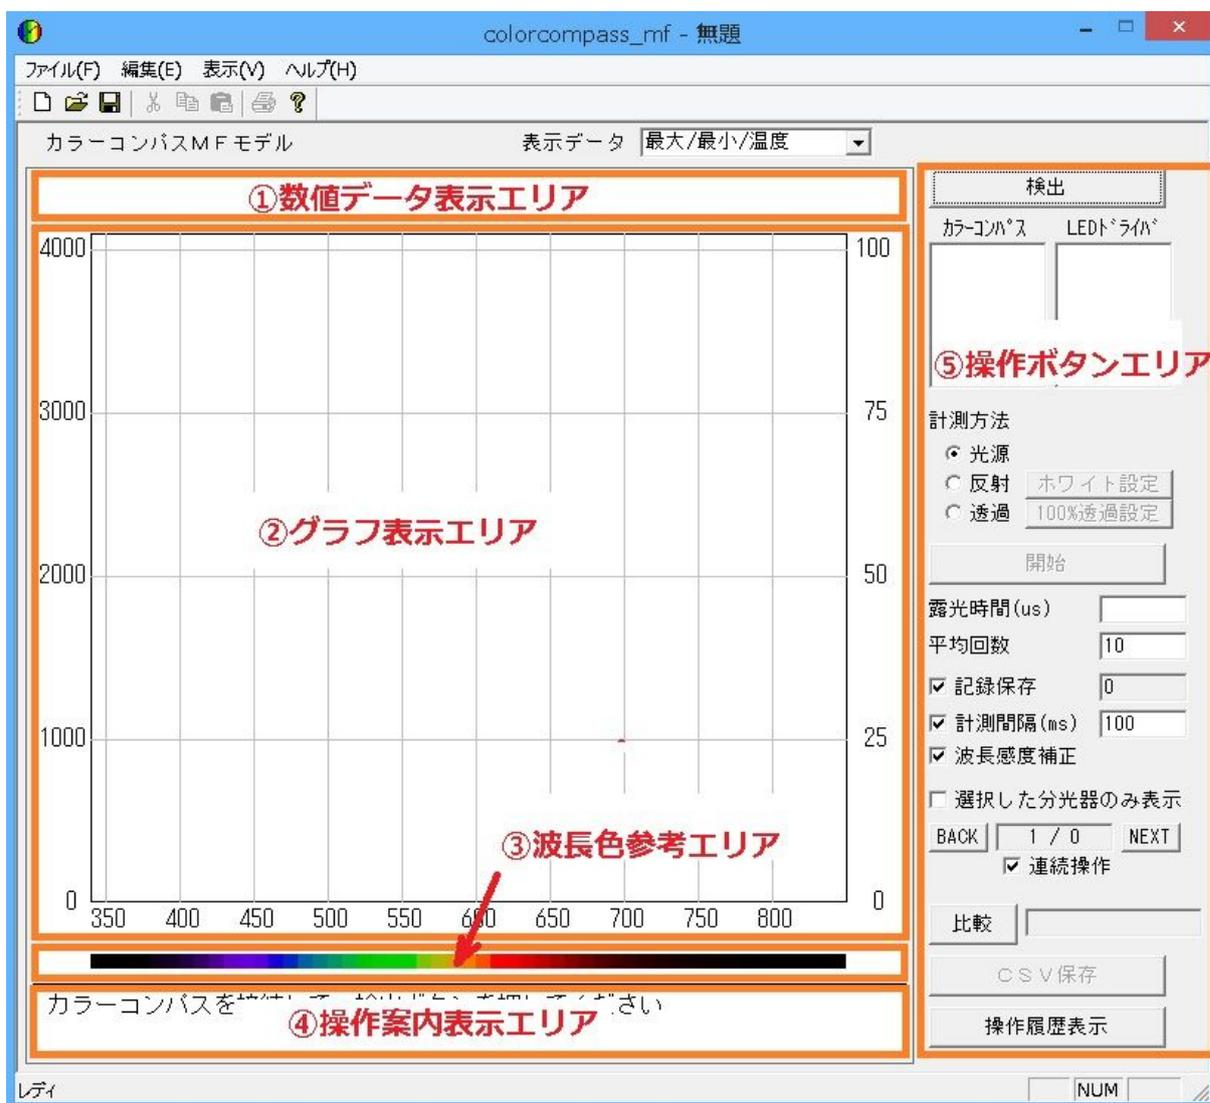 colorcompass_mf - 無題
ファイル(F) 編集(E) 表示(V) ヘルプ(H)
カラーコンパスMFモデル
表示データ 最大/最小/温度
①数値データ表示エリア
4000 100
3000 75
②グラフ表示エリア
2000 50
1000 25
③波長色参考エリア
0 0
350 400 450 500 550 600 650 700 750 800
カラーコンパスを
ださい
④操作案内表示エリア
検出
カラーコンパス LEDドライバ
⑤操作ボタンエリア
計測方法
光源
反射 ホワイト設定
透過 100%透過設定
開始
露光時間(us)
平均回数 10
記録保存 0
計測間隔(ms) 100
波長感度補正
選択した分光器のみ表示
BACK 1 / 0 NEXT
連続操作
比較
CSV保存
操作履歴表示
レディ NUM